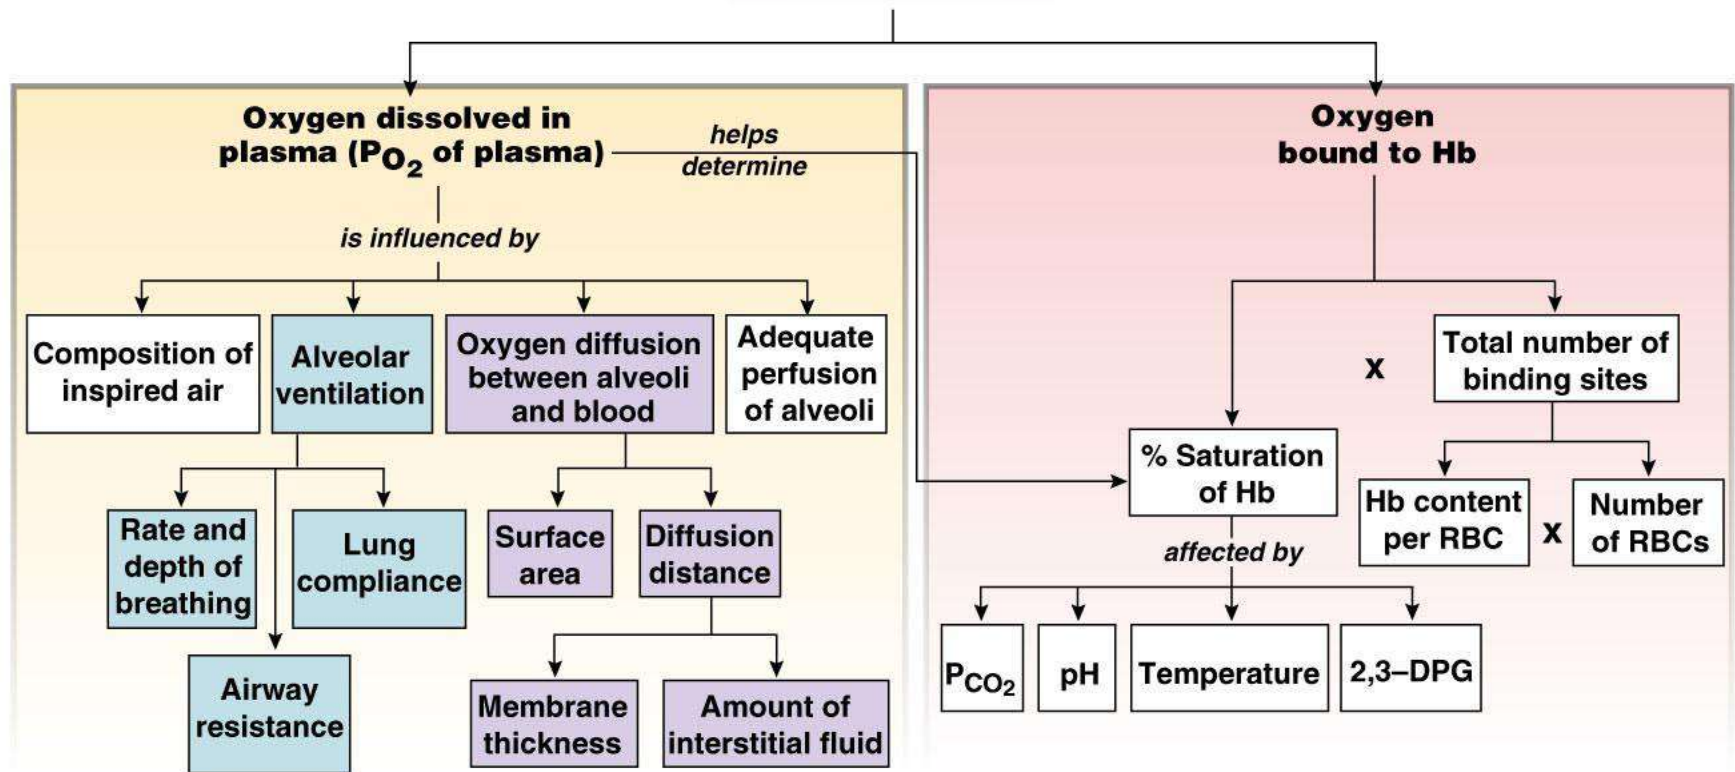 Oxygen dissolved in
plasma (PO2 of plasma)
helps
determine
is influenced by
Composition of
inspired air
Alveolar
ventilation
Oxygen diffusion
between alveoli
and blood
Adequate
perfusion
of alveoli
Rate and
depth of
breathing
Lung
compliance
Airway
resistance
Surface
area
Diffusion
distance
Membrane
thickness
Amount of
interstitial fluid
Oxygen
bound to Hb
x
Total number of
binding sites
% Saturation
of Hb
Hb content
per RBC
x
Number
of RBCs
affected by
PCO2
pH
Temperature
2,3–DPG